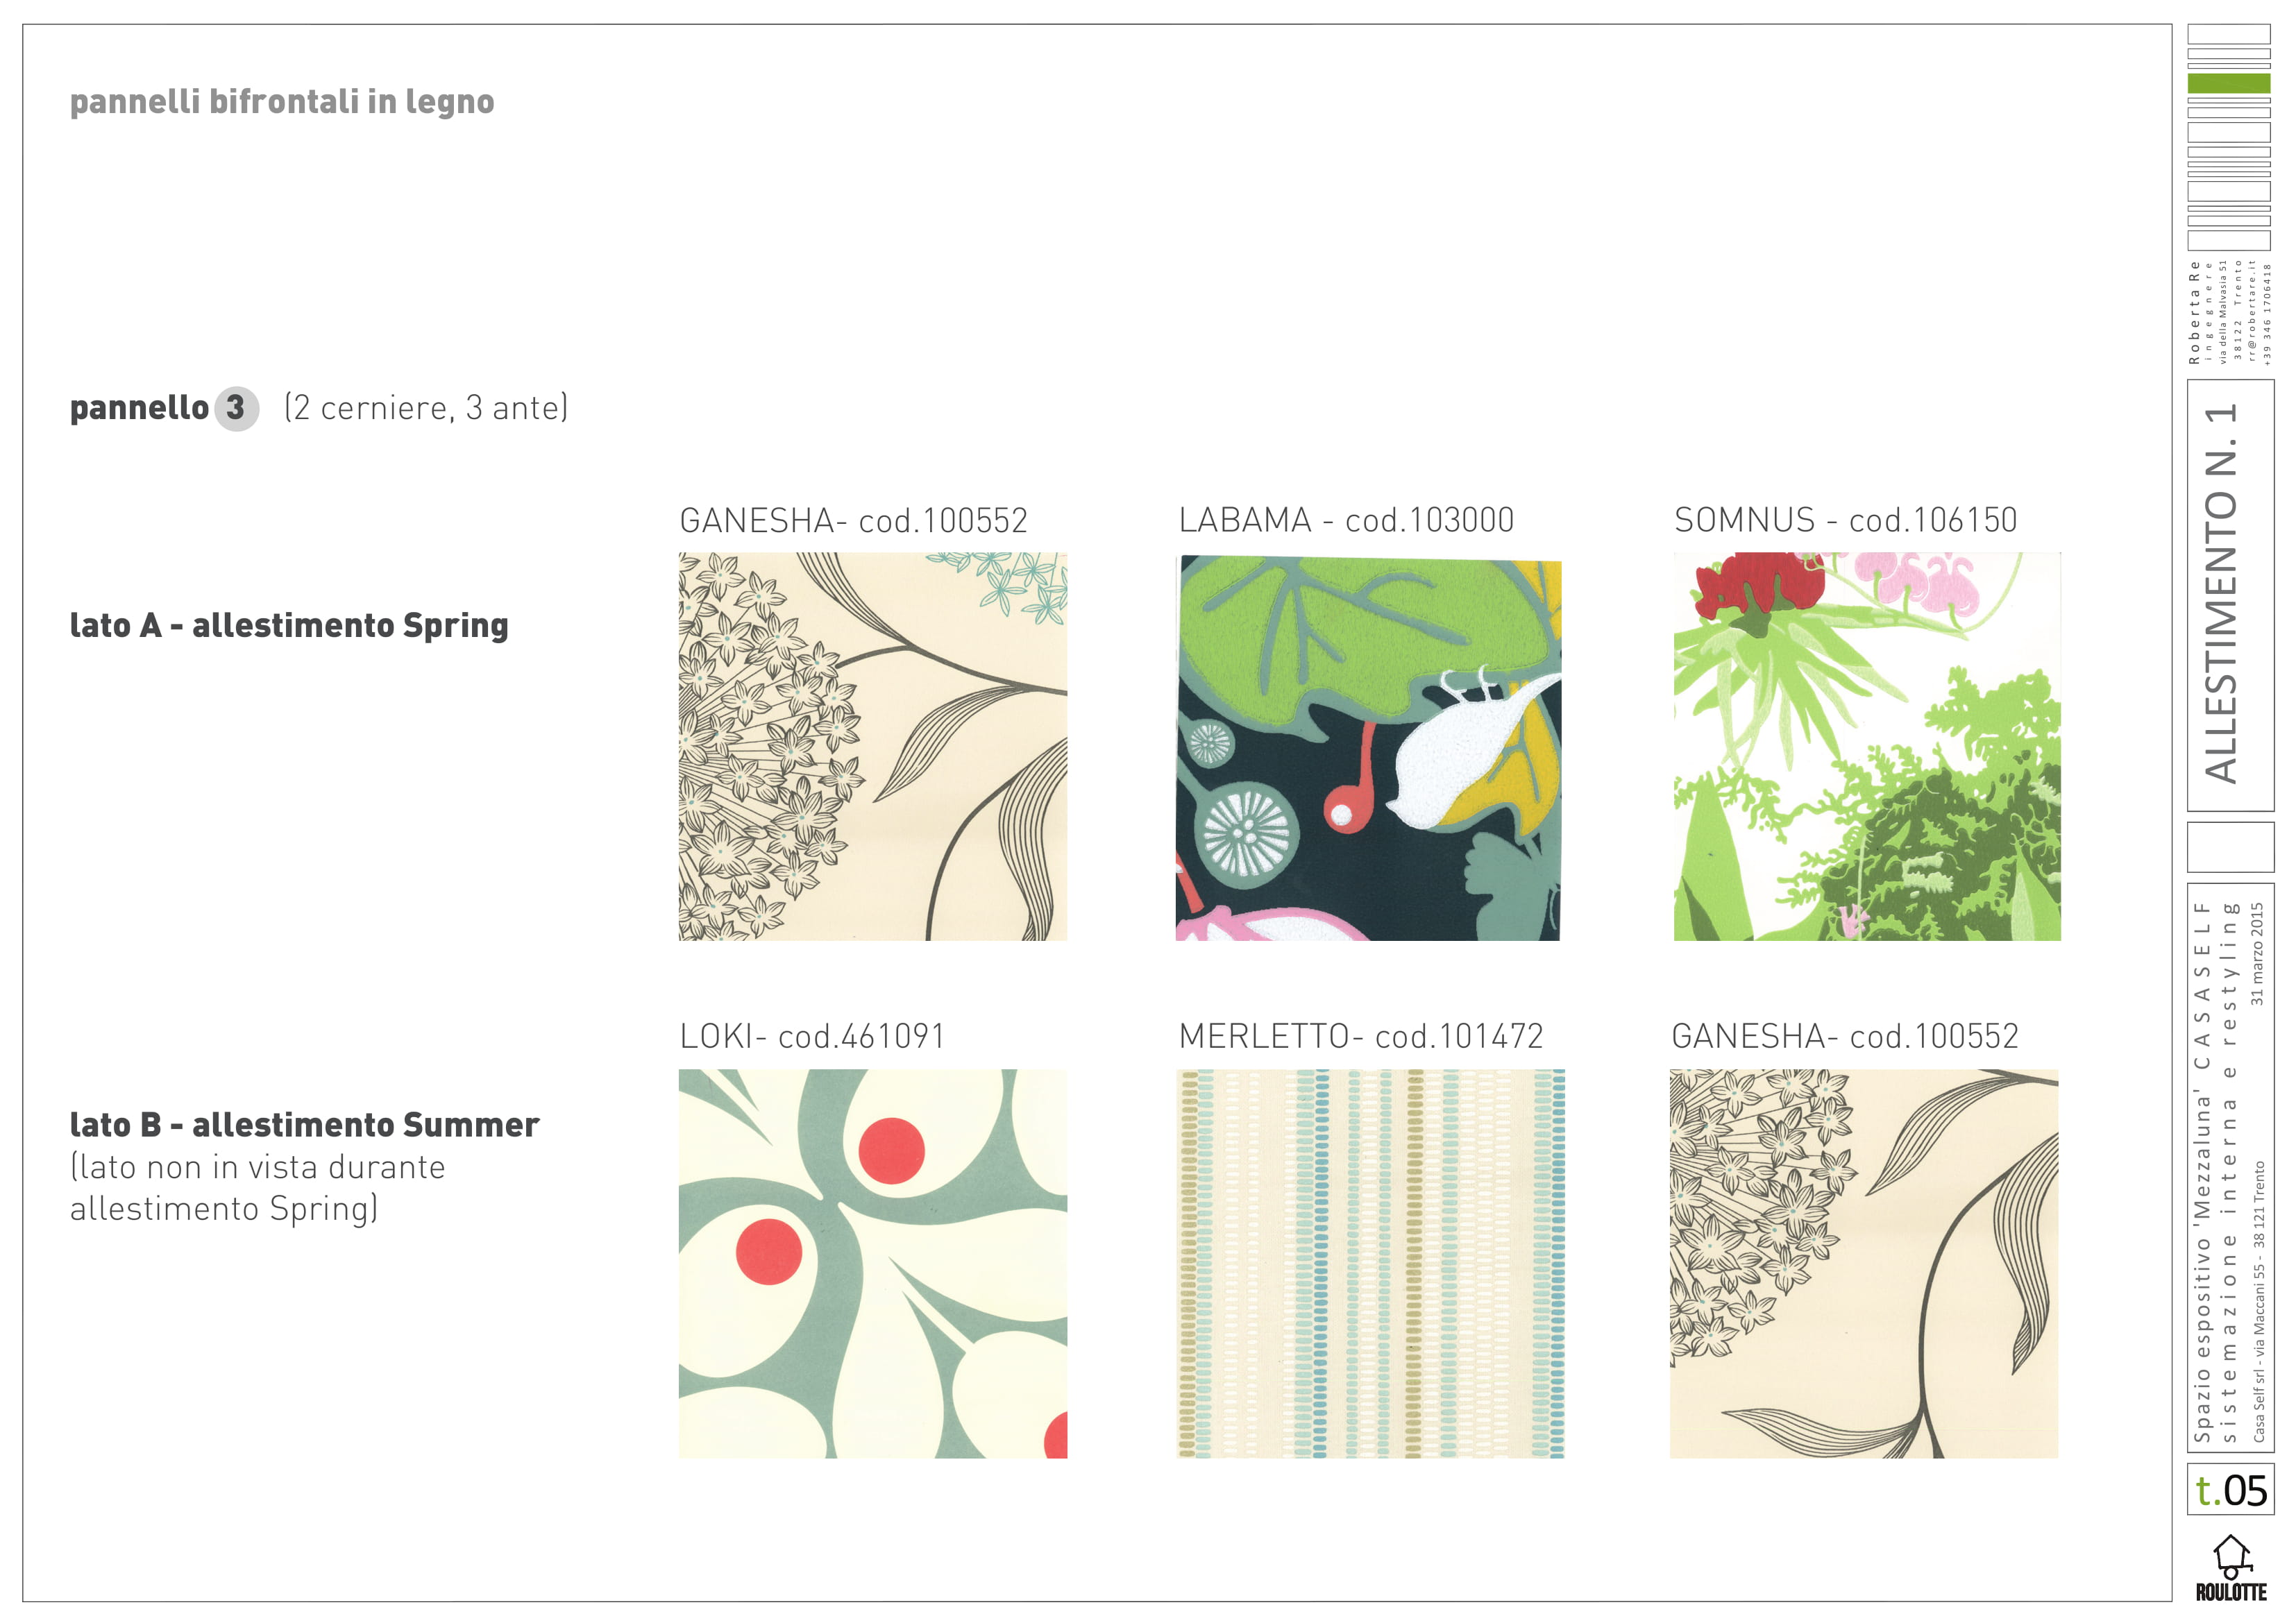 pannelli bifrontali in legno
pannello 3 (2 cerniere, 3 ante)
GANESHA- cod.100552
LABAMA - cod.103000
SOMNUS - cod.106150
lato A - allestimento Spring
LOKI- cod.461091
MERLETTO- cod.101472
GANESHA- cod.100552
lato B - allestimento Summer
(lato non in vista durante
allestimento Spring)
Roberta Re
ingegnere
via della Malvasia 51
38122 Trento
rr@robertare.it
+39 346 1706418
ALLESTIMENTO N. 1
Spazio espositivo 'Mezzaluna' CASASELF
sistemazione interna e restyling
Casa Self srl - via Maccani 55 - 38 121 Trento
31 marzo 2015
t.05
ROULOTTE